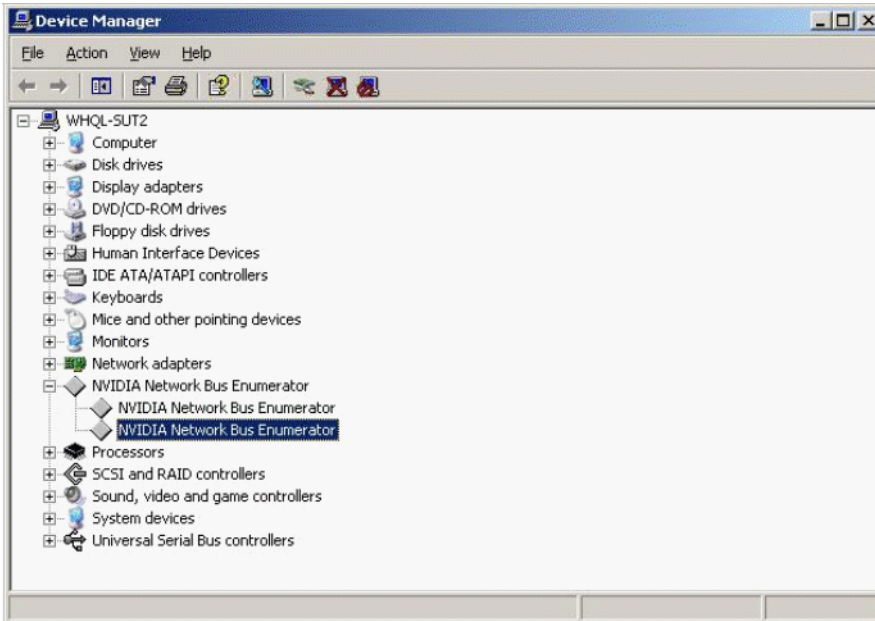 Device Manager
File Action View Help
WHQL-SUT2
Computer
Disk drives
Display adapters
DVD/CD-ROM drives
Floppy disk drives
Human Interface Devices
IDE ATA/ATAPI controllers
Keyboards
Mice and other pointing devices
Monitors
Network adapters
NVIDIA Network Bus Enumerator
NVIDIA Network Bus Enumerator
NVIDIA Network Bus Enumerator
Processors
SCSI and RAID controllers
Sound, video and game controllers
System devices
Universal Serial Bus controllers